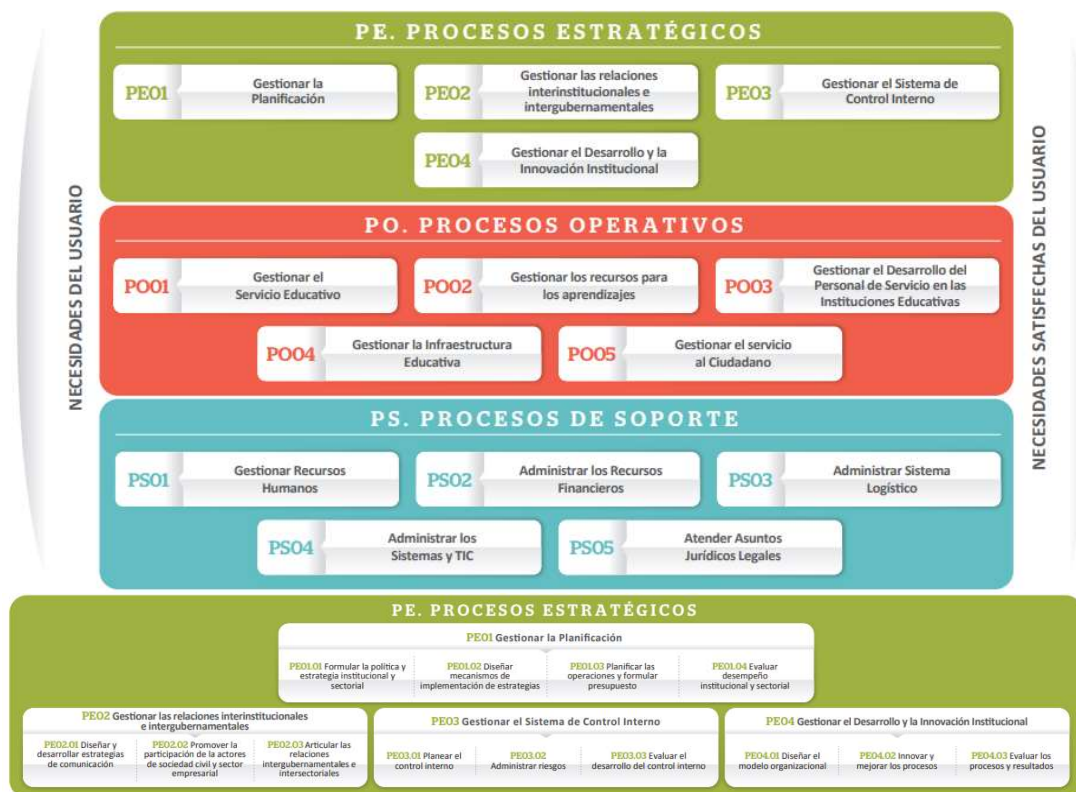 NECESIDADES DEL USUARIO
PE. PROCESOS ESTRATÉGICOS
PE01
Gestionar la
Planificación
PE02
Gestionar las relaciones
interinstitucionales e
intergubernamentales
PE03
Gestionar el Sistema de
Control Interno
PE04
Gestionar el Desarrollo y la
Innovación Institucional
PO. PROCESOS OPERATIVOS
PO01
Gestionar el
Servicio Educativo
PO02
Gestionar los recursos para
los aprendizajes
PO03
Gestionar el Desarrollo del
Personal de Servicio en las
Instituciones Educativas
PO04
Gestionar la Infraestructura
Educativa
PO05
Gestionar el servicio
al Ciudadano
PS. PROCESOS DE SOPORTE
PS01
Gestionar Recursos
Humanos
PS02
Administrar los Recursos
Financieros
PS03
Administrar Sistema
Logístico
PS04
Administrar los
Sistemas y TIC
PS05
Atender Asuntos
Jurídicos Legales
NECESIDADES SATISFECHAS DEL USUARIO
PE. PROCESOS ESTRATÉGICOS
PE01 Gestionar la Planificación
PE01.01 Formular la política y
estrategia institucional y
sectorial
PE01.02 Diseñar
mecanismos de
implementación de estrategias
PE01.03 Planificar las
operaciones y formular
presupuesto
PE01.04 Evaluar
desempeño
institucional y sectorial
PE02 Gestionar las relaciones interinstitucionales
e intergubernamentales
PE02.01 Diseñar y
desarrollar estrategias
de comunicación
PE02.02 Promover la
participación de la actores
de sociedad civil y sector
empresarial
PE02.03 Articular las
relaciones
intergubernamentales e
intersectoriales
PE03 Gestionar el Sistema de Control Interno
PE03.01 Planear el
control interno
PE03.02
Administrar riesgos
PE03.03 Evaluar el
desarrollo del control interno
PE04 Gestionar el Desarrollo y la Innovación Institucional
PE04.01 Diseñar el
modelo organizacional
PE04.02 Innovar y
mejorar los procesos
PE04.03 Evaluar los
procesos y resultados